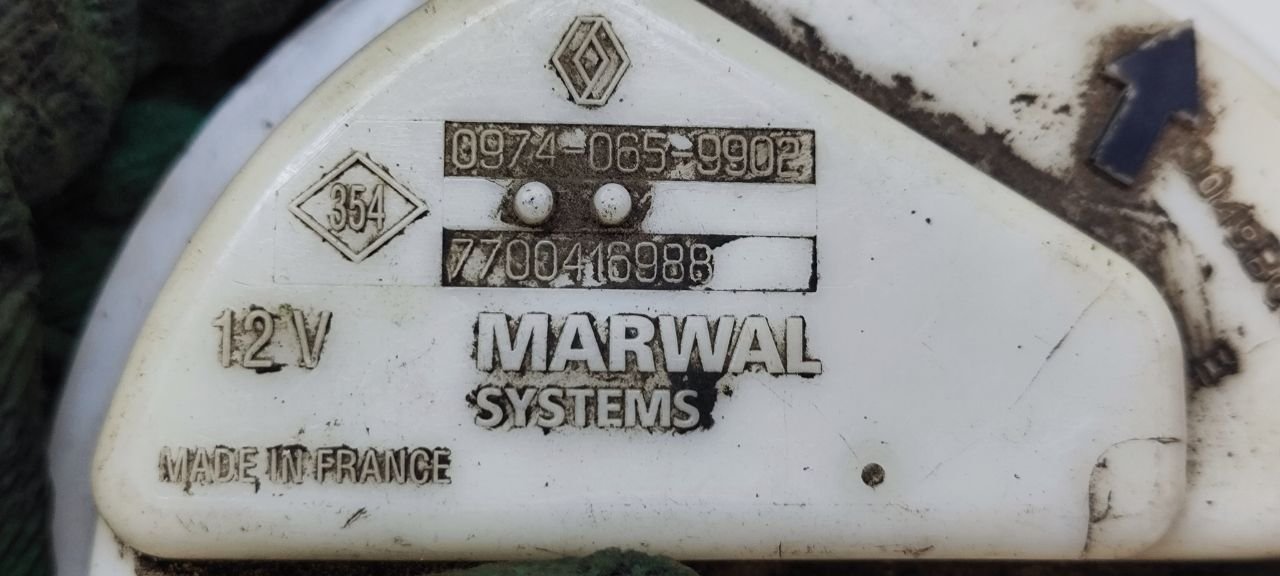 0974-065-9902
354
7700416988
12 V
MARWAL
SYSTEMS
MADE IN FRANCE